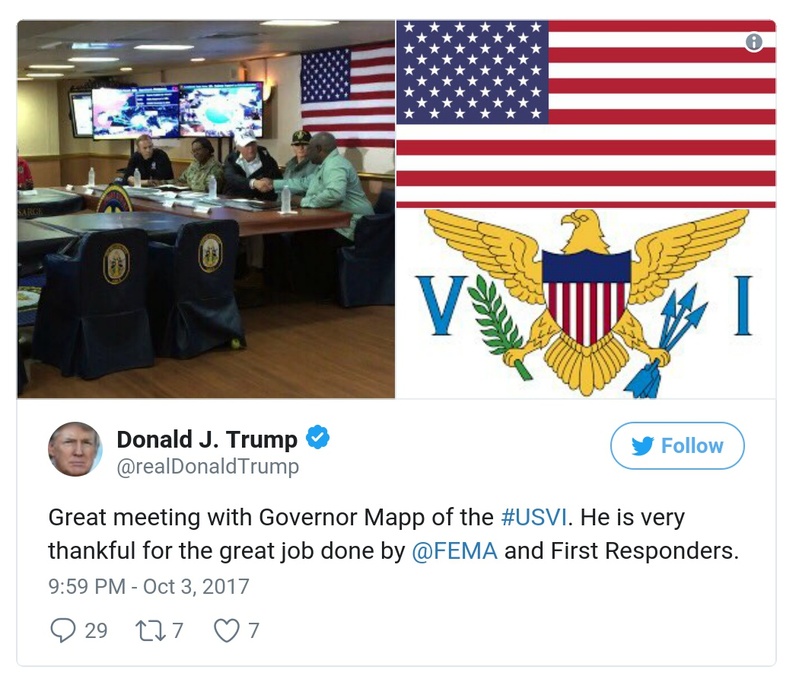 V I
Donald J. Trump
Follow
@realDonaldTrump
Great meeting with Governor Mapp of the #USVI. He is very
thankful for the great job done by @FEMA and First Responders.
9:59 PM - Oct 3, 2017
29 7 7